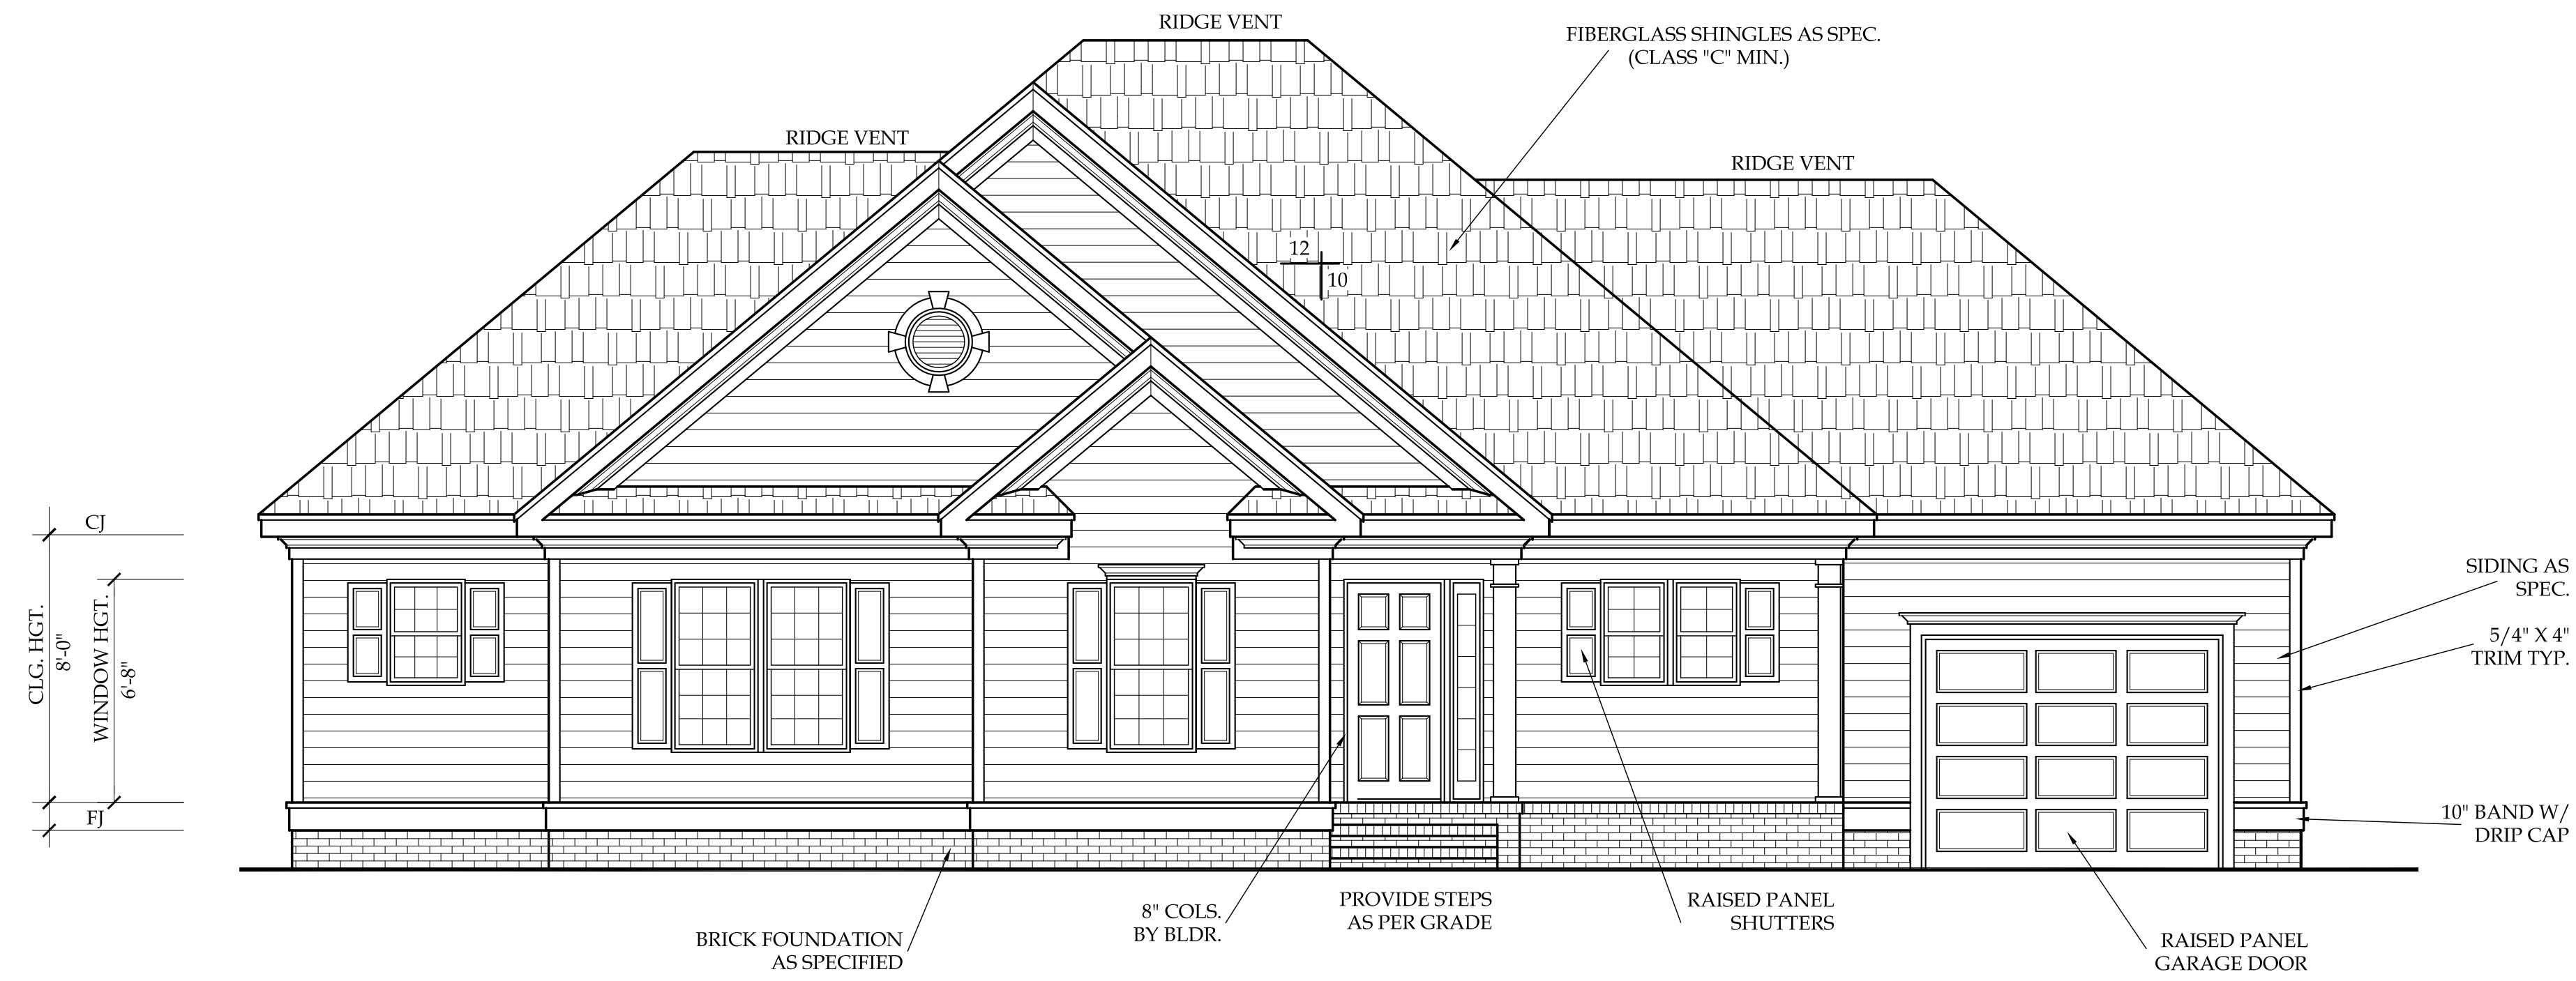 RIDGE VENT
FIBERGLASS SHINGLES AS SPEC.
(CLASS "C" MIN.)
RIDGE VENT
RIDGE VENT
12
10
CJ
CLG. HGT.
8'-0"
WINDOW HGT.
6'-8"
FJ
SIDING AS
SPEC.
5/4" X 4"
TRIM TYP.
10" BAND W/
DRIP CAP
BRICK FOUNDATION
AS SPECIFIED
8" COLS.
BY BLDR.
PROVIDE STEPS
AS PER GRADE
RAISED PANEL
SHUTTERS
RAISED PANEL
GARAGE DOOR